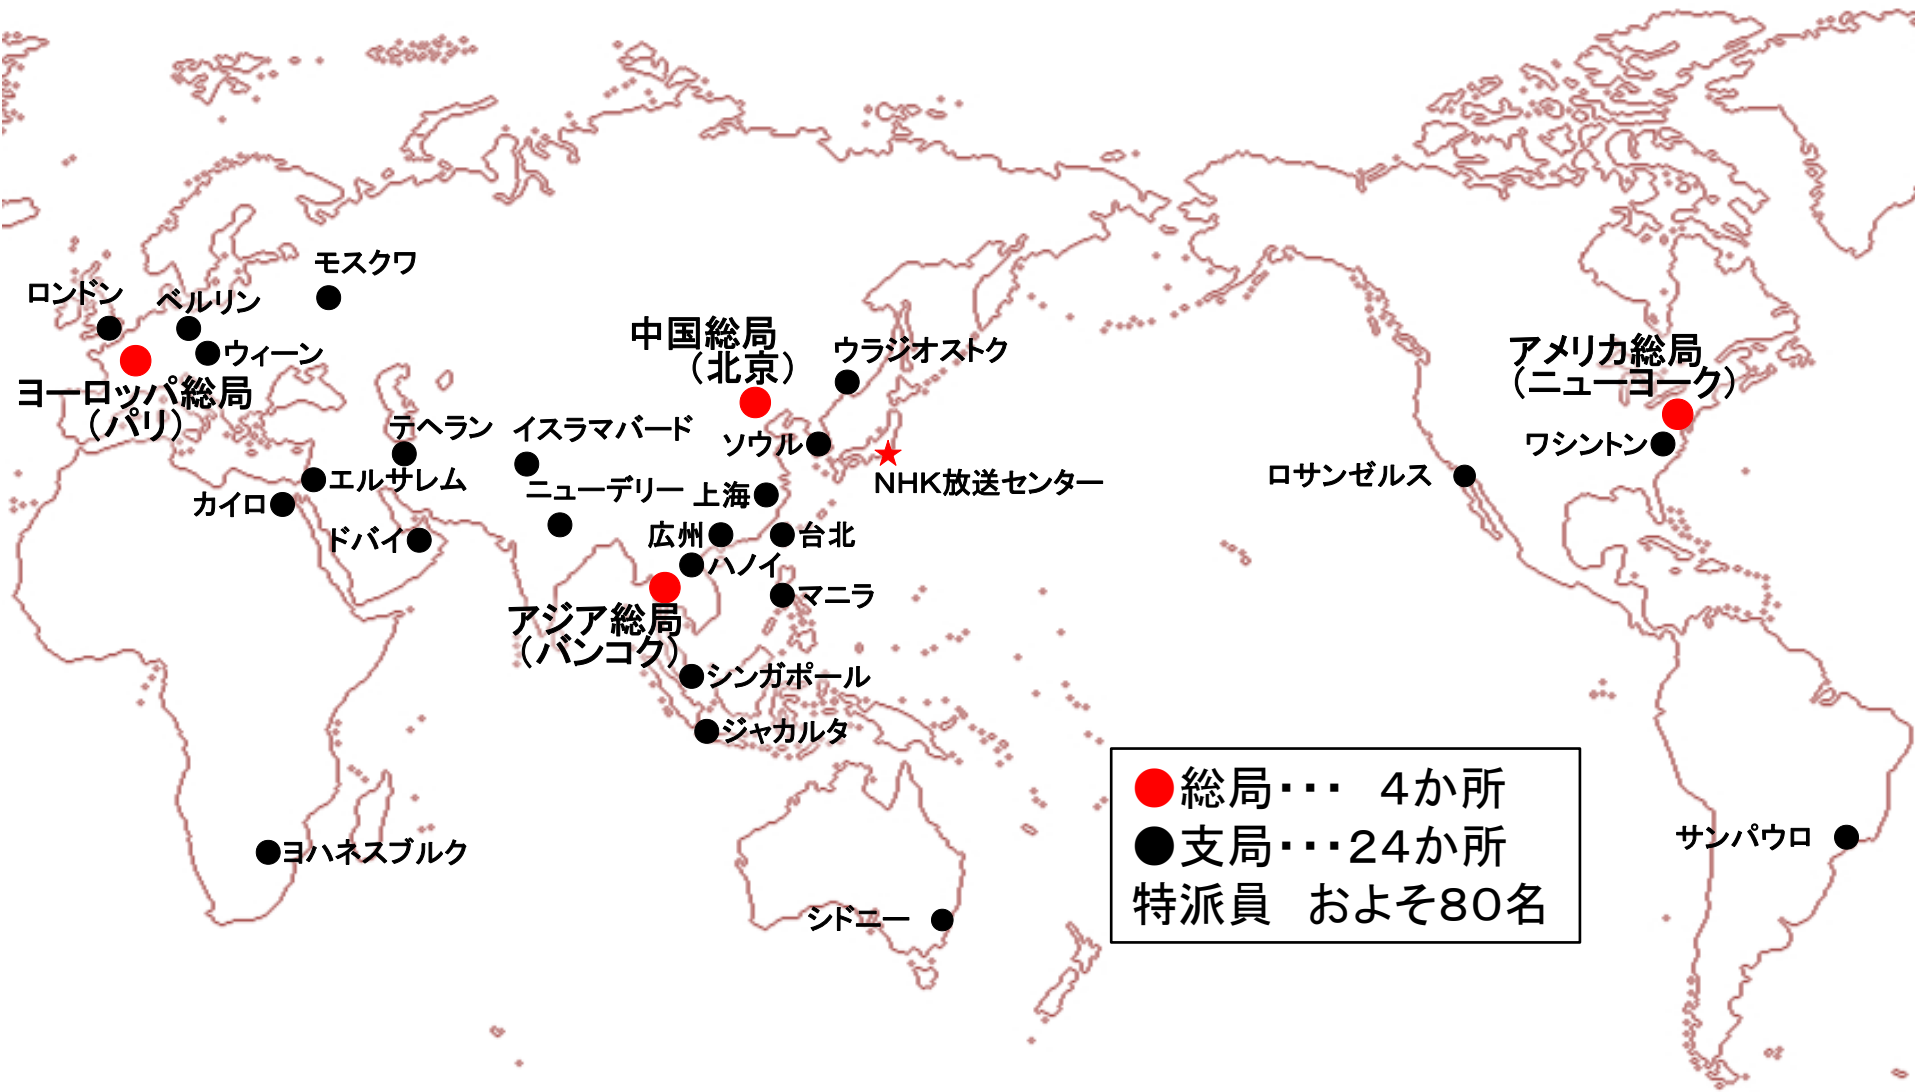 モスクワ
ロンドン
ベルリン
ウィーン
ヨーロッパ総局
（パリ）
中国総局
（北京）
ウラジオストク
アメリカ総局
（ニューヨーク）
テヘラン
イスラマバード
ソウル
ワシントン
ロサンゼルス
NHK放送センター
エルサレム
カイロ
ニューデリー
上海
ドバイ
広州
台北
ハノイ
マニラ
アジア総局
（バンコク）
シンガポール
ジャカルタ
ヨハネスブルク
シドニー
サンパウロ
●総局・・・　４か所
●支局・・・２４か所
特派員　およそ８０名